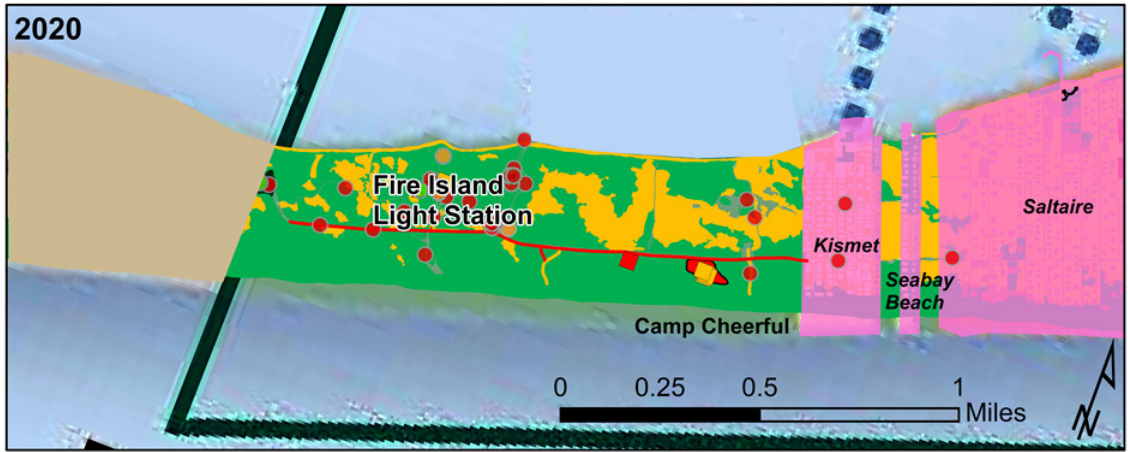 2020
Fire Island
Light Station
Saltaire
Kismet
Seabay
Beach
Camp Cheerful
0 0.25 0.5 1
Miles
N